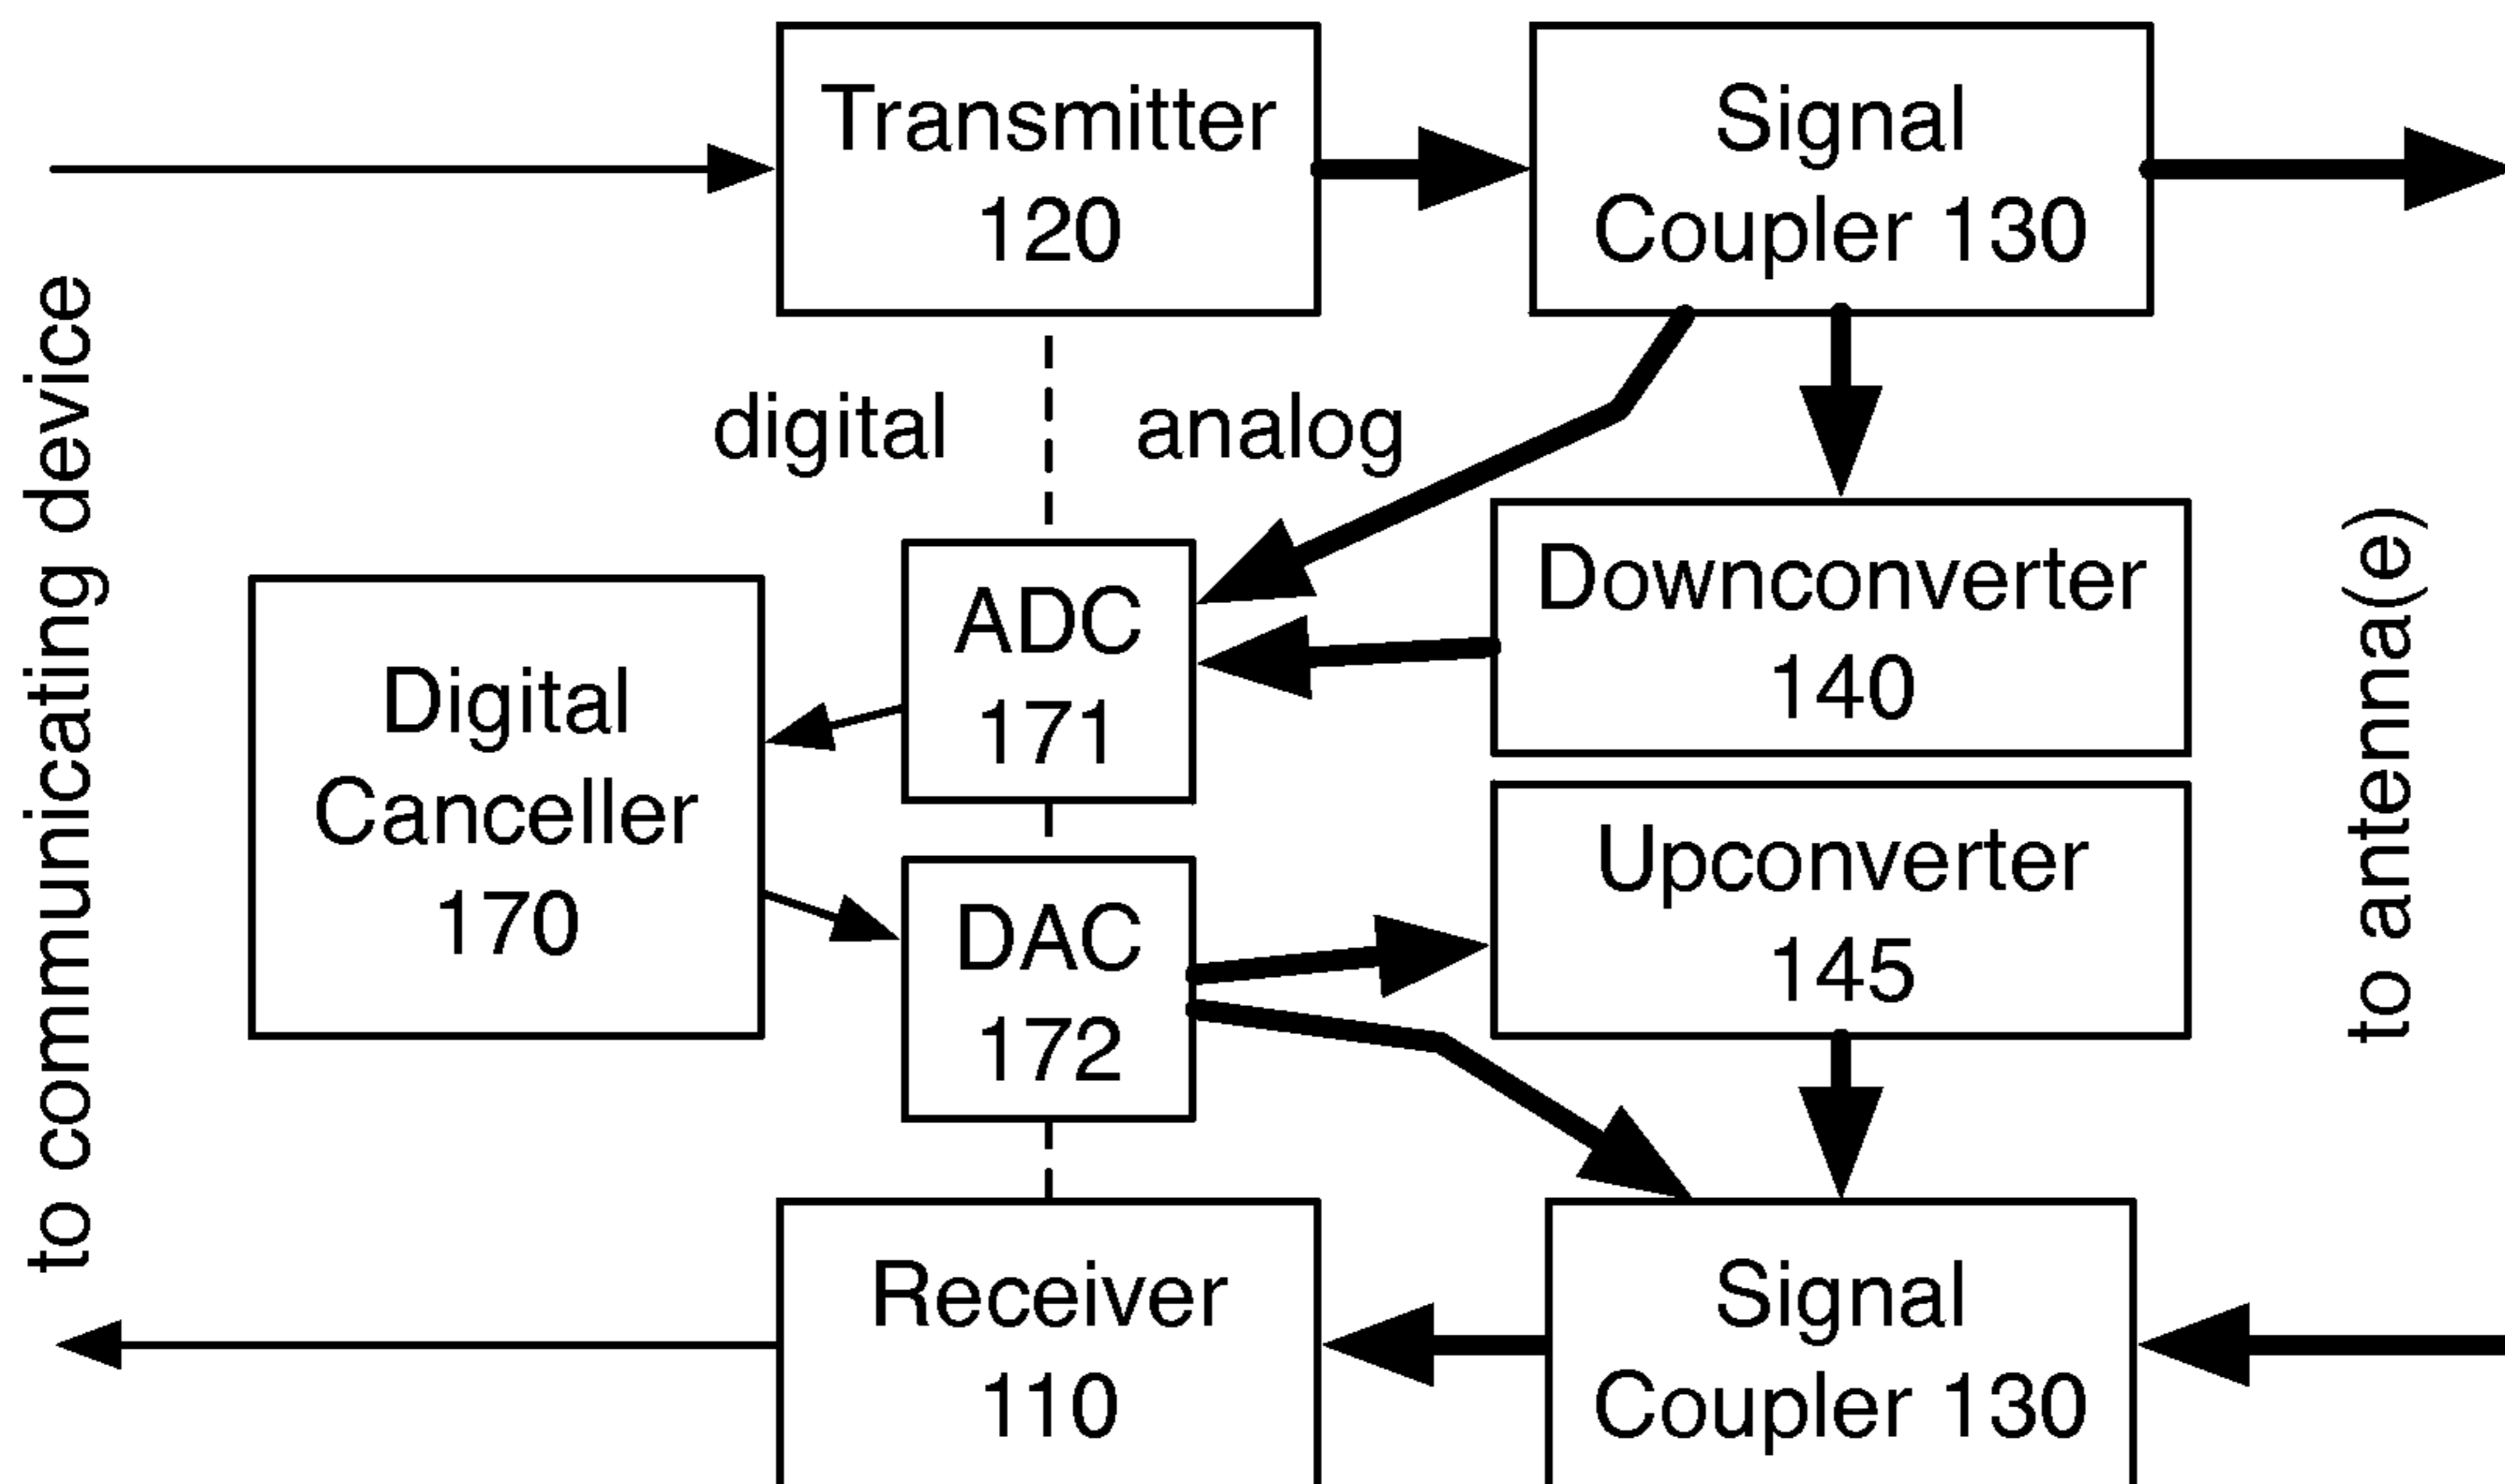 Transmitter
120
Signal
Coupler 130
to communicating device
digital
analog
ADC
171
Downconverter
140
to antenna(e)
Digital
Canceller
170
DAC
172
Upconverter
145
Receiver
110
Signal
Coupler 130